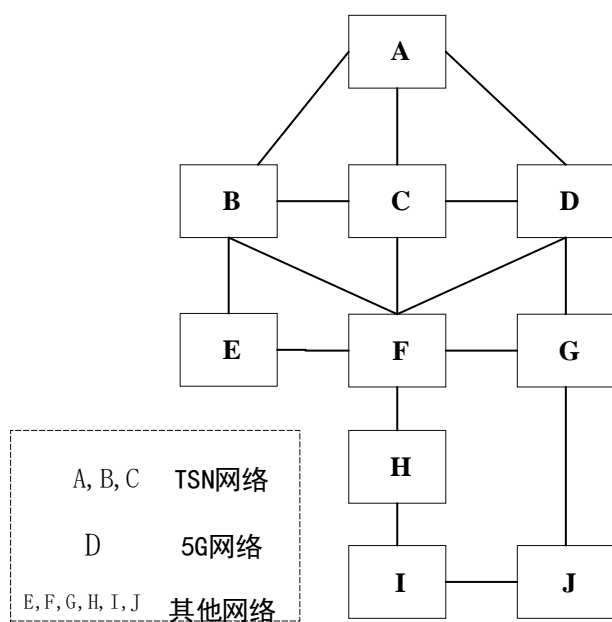 A
B C D
E F G
H
I J
A, B, C TSN网络
D 5G网络
E, F, G, H, I, J 其他网络